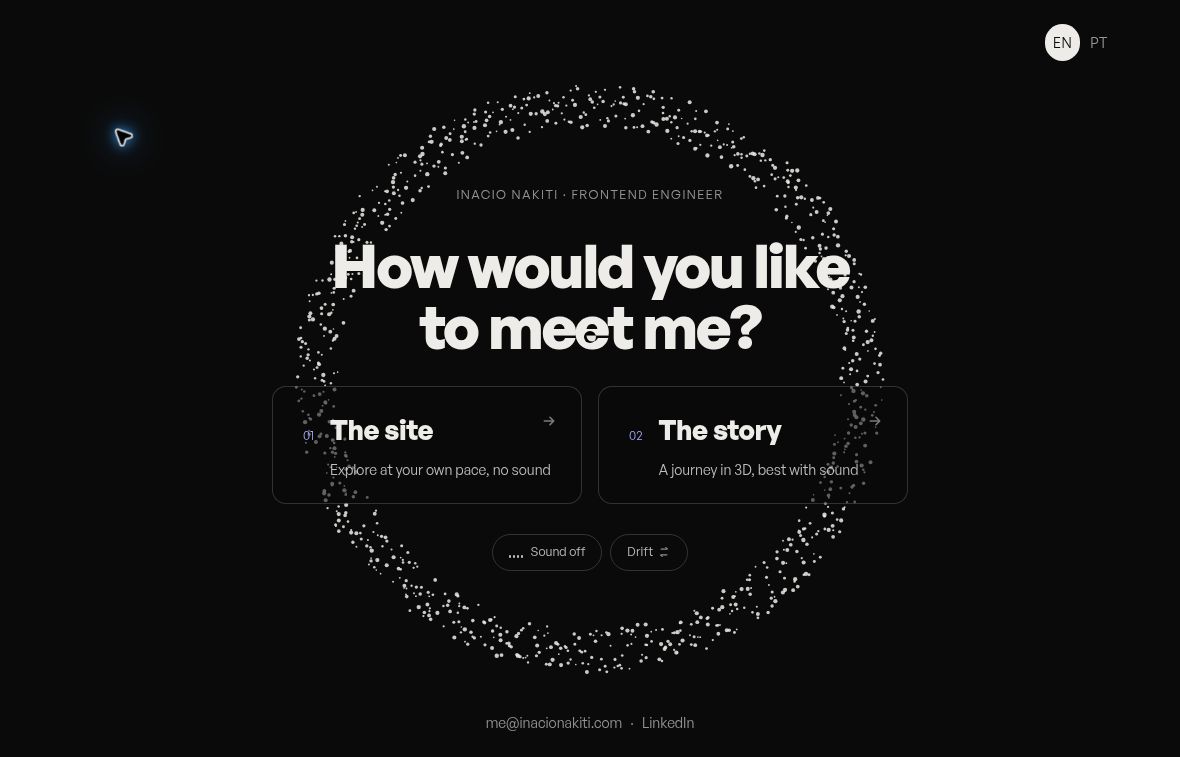 EN PT
INACIO NAKITI · FRONTEND ENGINEER
How would you like
to meet me?
01 The site →
Explore at your own pace, no sound
02 The story →
A journey in 3D, best with sound
Sound off
Drift ⇄
me@inacionakiti.com · LinkedIn